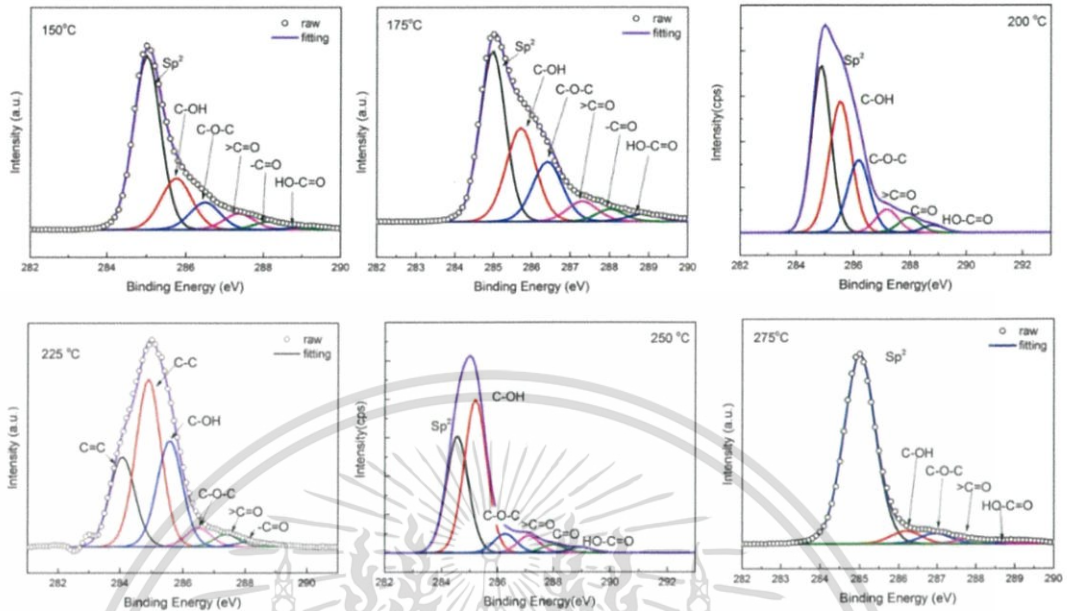 150°C
raw
fitting
Sp²
C-OH
C-O-C
>C=O
-C=O
HO-C=O
Intensity (a.u.)
282 284 286 288 290
Binding Energy (eV)
175°C
raw
fitting
Sp²
C-OH
C-O-C
>C=O
-C=O
HO-C=O
Intensity (a.u.)
282 283 284 285 286 287 288 289 290
Binding Energy (eV)
200 °C
Sp²
C-OH
C-O-C
>C=O
C=O
HO-C=O
Intensity(cps)
282 284 286 288 290 292
Binding Energy(eV)
225 °C
raw
fitting
C-C
C=C
C-OH
C-O-C
>C=O
-C=O
Intensity (a.u.)
282 284 286 288 290
Binding Energy (eV)
250 °C
C-OH
Sp²
C-O-C
>C=O
C=O
HO-C=O
Intensity(cps)
282 284 286 288 290 292
Binding Energy (eV)
275°C
raw
fitting
Sp²
C-OH
C-O-C
>C=O
HO-C=O
Intensity (a.u.)
282 283 284 285 286 287 288 289 290
Binding Energy (eV)